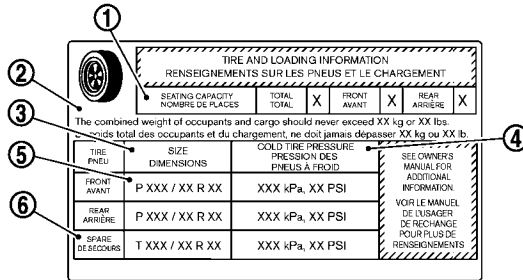 ①
TIRE AND LOADING INFORMATION
RENSEIGNEMENTS SUR LES PNEUS ET LE CHARGEMENT
②
SEATING CAPACITY
NOMBRE DE PLACES
TOTAL
TOTAL
X
FRONT
AVANT
X
REAR
ARRIÈRE
X
The combined weight of occupants and cargo should never exceed XX kg or XX lbs.
poids total des occupants et du chargement, ne doit jamais dépasser XX kg ou XX lb.
③
④
TIRE
PNEU
SIZE
DIMENSIONS
COLD TIRE PRESSURE
PRESSION DES
PNEUS À FROID
SEE OWNER'S
MANUAL FOR
ADDITIONAL
INFORMATION.
VOIR LE MANUEL
DE L'USAGER
DE RECHANGE
POUR PLUS DE
RENSEIGNEMENTS
⑤
FRONT
AVANT
P XXX / XX R XX
XXX kPa, XX PSI
REAR
ARRIÈRE
P XXX / XX R XX
XXX kPa, XX PSI
⑥
SPARE
DE SECOURS
T XXX / XX R XX
XXX kPa, XX PSI